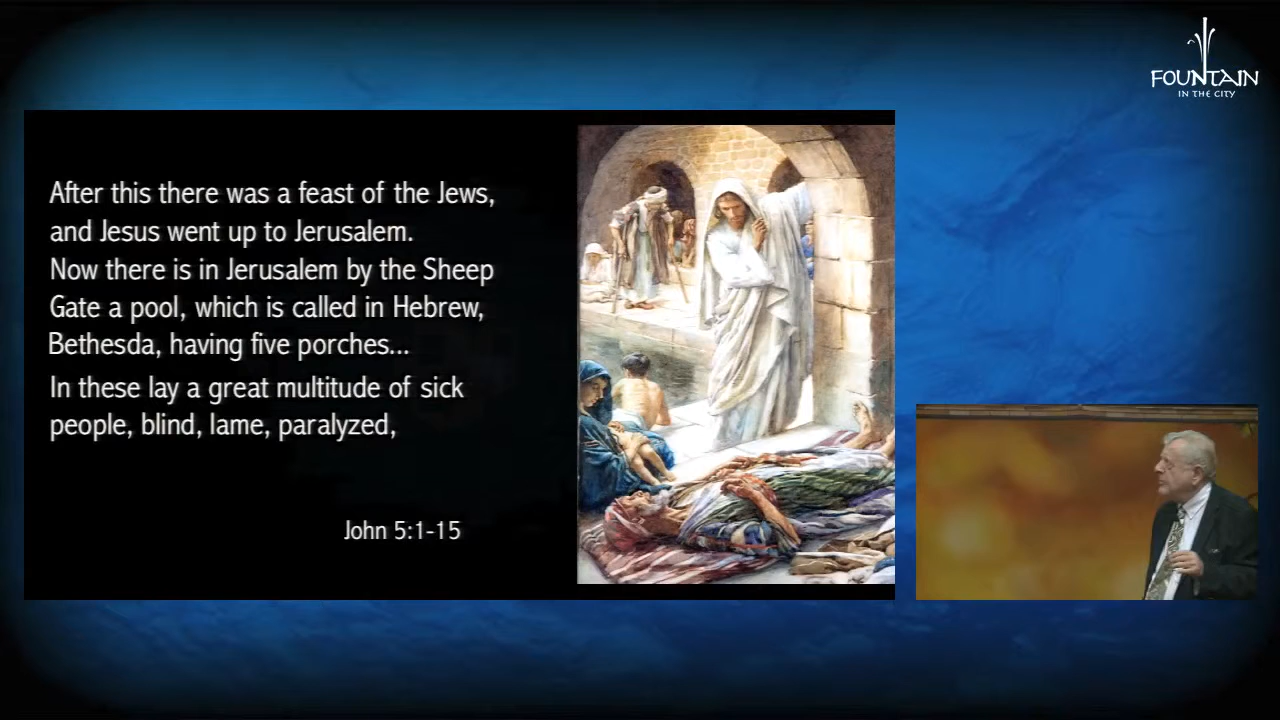 FOUNTAIN
IN THE CITY
After this there was a feast of the Jews,
and Jesus went up to Jerusalem.
Now there is in Jerusalem by the Sheep
Gate a pool, which is called in Hebrew,
Bethesda, having five porches...
In these lay a great multitude of sick
people, blind, lame, paralyzed,
John 5:1-15